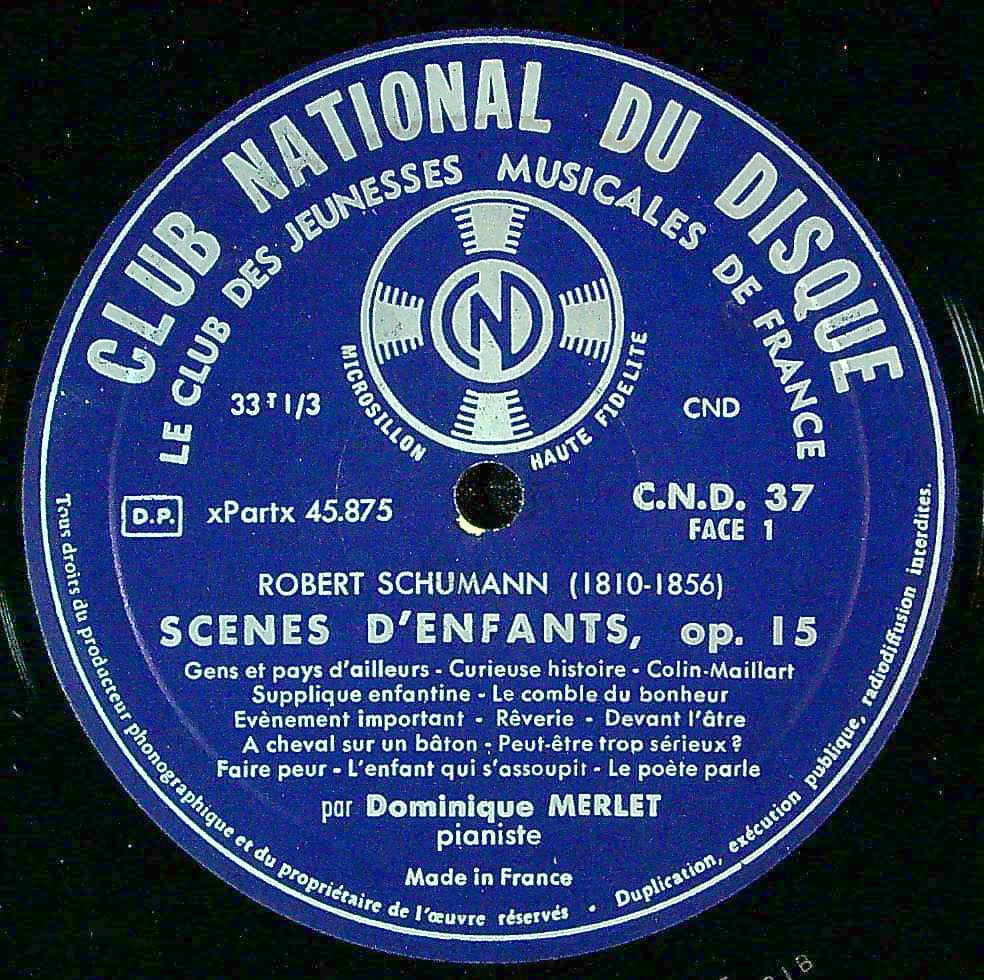 CLUB NATIONAL DU DISQUE
LE CLUB DES JEUNESSES MUSICALES DE FRANCE
N
MICROSILLON
HAUTE FIDELITE
33 T 1/3
CND
D.P.
xPartx 45.875
C.N.D. 37
FACE 1
ROBERT SCHUMANN (1810-1856)
SCENES D'ENFANTS, op. 15
Gens et pays d'ailleurs - Curieuse histoire - Colin-Maillart
Supplique enfantine - Le comble du bonheur
Evènement important - Rêverie - Devant l'âtre
A cheval sur un bâton - Peut-être trop sérieux ?
Faire peur - L'enfant qui s'assoupit - Le poète parle
par Dominique MERLET
pianiste
Made in France
Tous droits du producteur phonographique et du propriétaire de l'œuvre réservés • Duplication, exécution publique, radiodiffusion interdites.